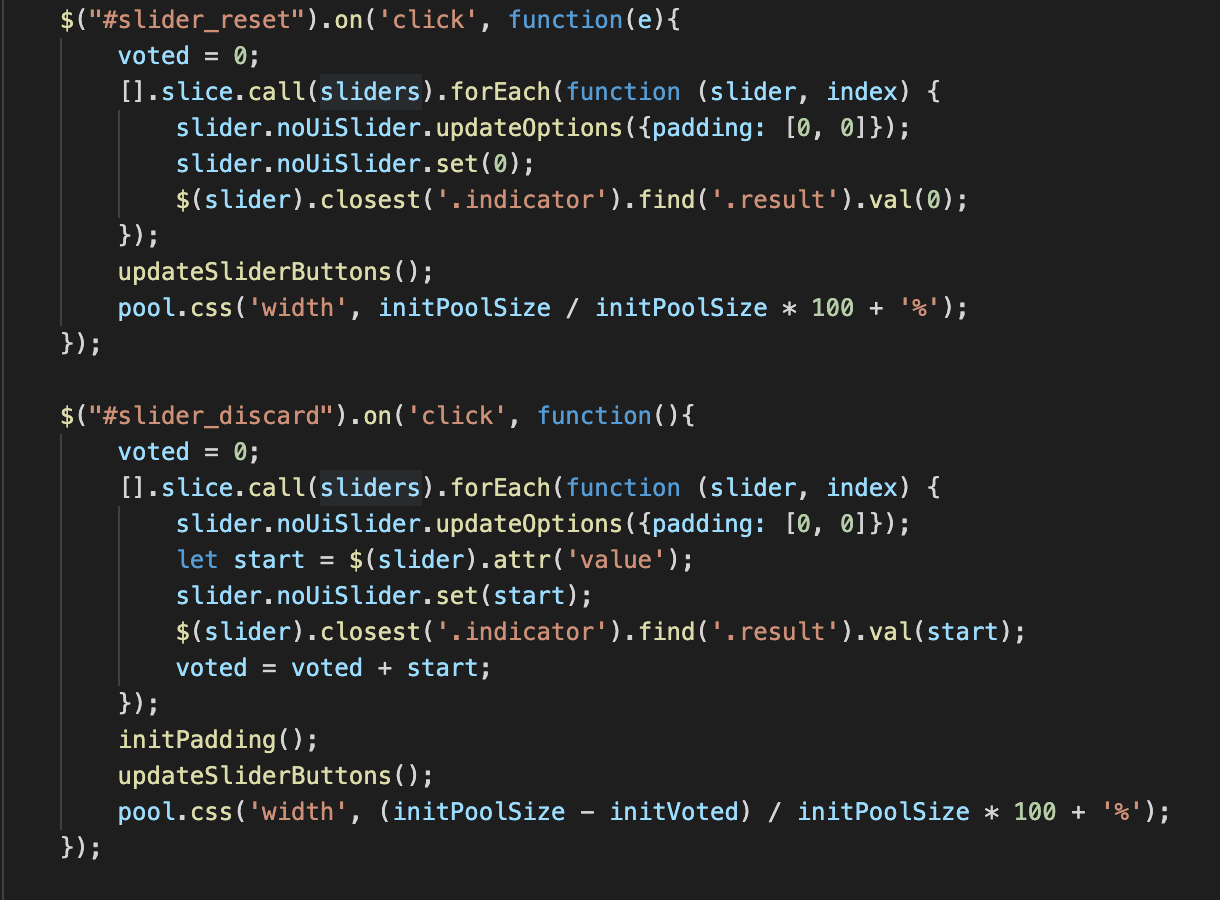 $("#slider_reset").on('click', function(e){
    voted = 0;
    [].slice.call(sliders).forEach(function (slider, index) {
        slider.noUiSlider.updateOptions({padding: [0, 0]});
        slider.noUiSlider.set(0);
        $(slider).closest('.indicator').find('.result').val(0);
    });
    updateSliderButtons();
    pool.css('width', initPoolSize / initPoolSize * 100 + '%');
});

$("#slider_discard").on('click', function(){
    voted = 0;
    [].slice.call(sliders).forEach(function (slider, index) {
        slider.noUiSlider.updateOptions({padding: [0, 0]});
        let start = $(slider).attr('value');
        slider.noUiSlider.set(start);
        $(slider).closest('.indicator').find('.result').val(start);
        voted = voted + start;
    });
    initPadding();
    updateSliderButtons();
    pool.css('width', (initPoolSize - initVoted) / initPoolSize * 100 + '%');
});